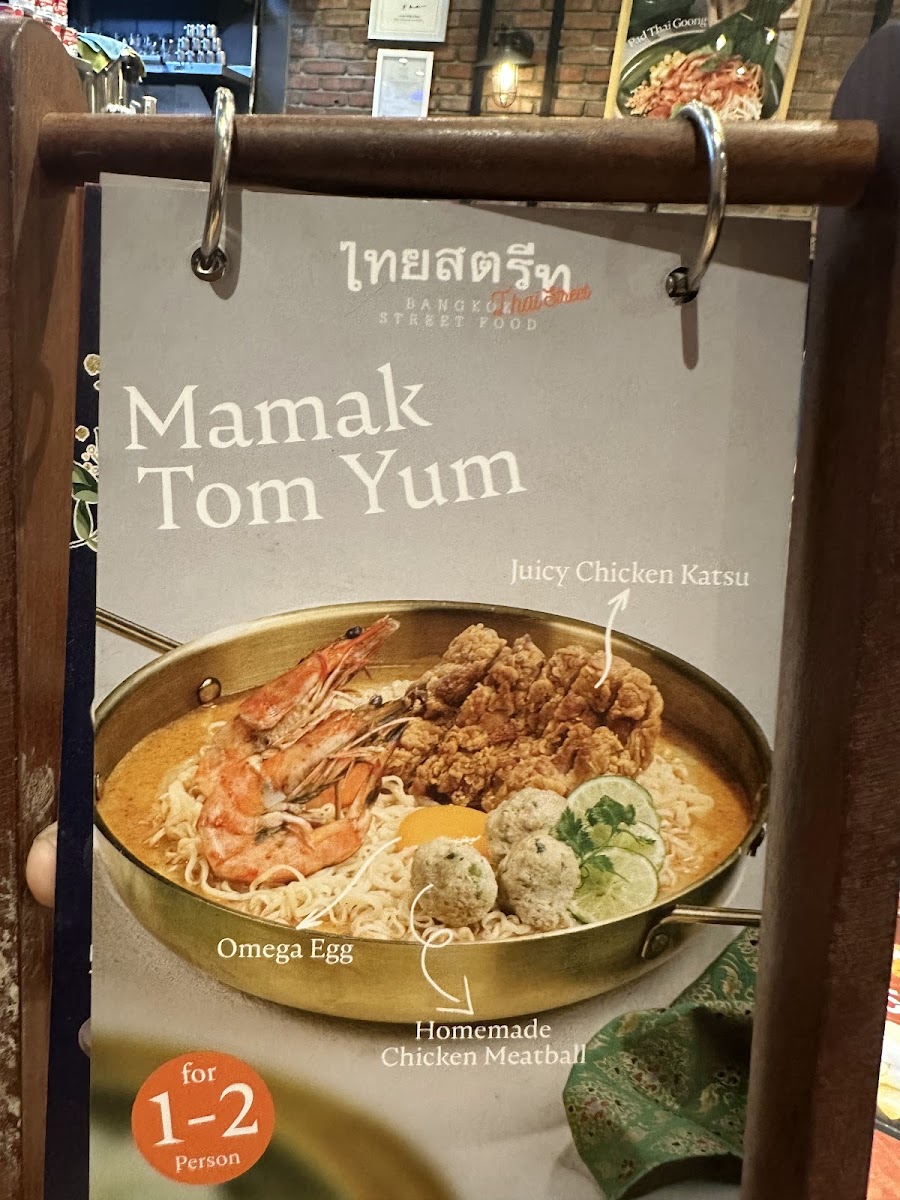 Pad Thai Goong
ไทยสตรีท
Thai Street
BANGKOK
STREET FOOD
Mamak
Tom Yum
Juicy Chicken Katsu
Omega Egg
Homemade
Chicken Meatball
for
1-2
Person